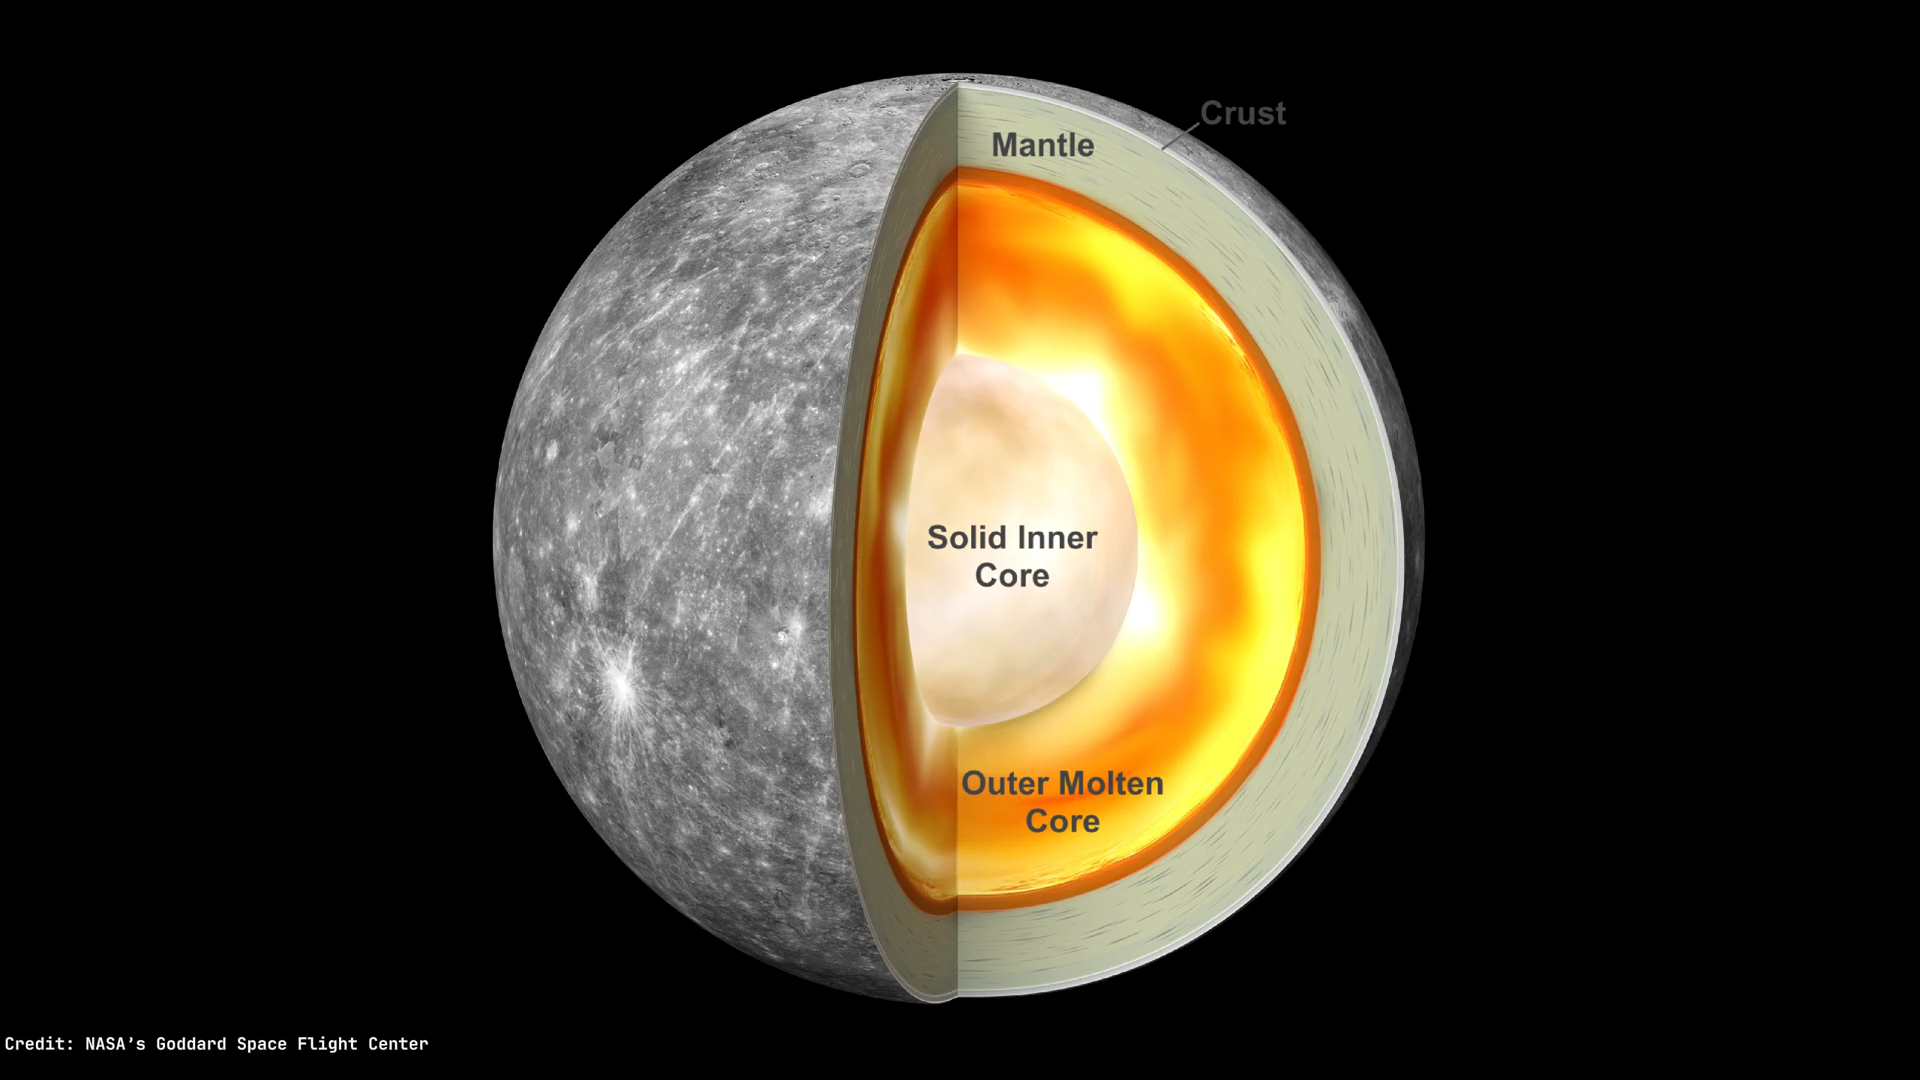 Crust
Mantle
Solid Inner
Core
Outer Molten
Core
Credit: NASA’s Goddard Space Flight Center